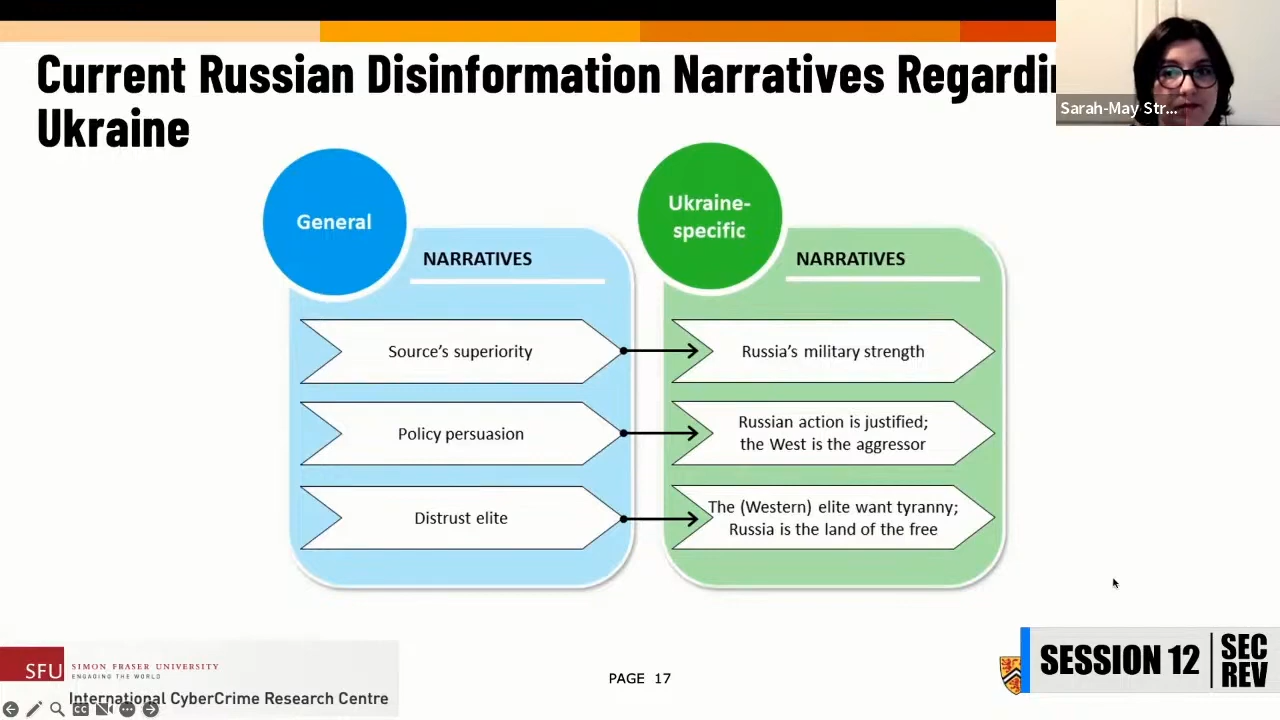 Current Russian Disinformation Narratives Regardin
Ukraine
Sarah-May Str...
General
NARRATIVES
Source's superiority
Policy persuasion
Distrust elite
Ukraine-
specific
NARRATIVES
Russia's military strength
Russian action is justified;
the West is the aggressor
The (Western) elite want tyranny;
Russia is the land of the free
SFU
SIMON FRASER UNIVERSITY
ENGAGING THE WORLD
International CyberCrime Research Centre
PAGE 17
SESSION 12
SEC
REV